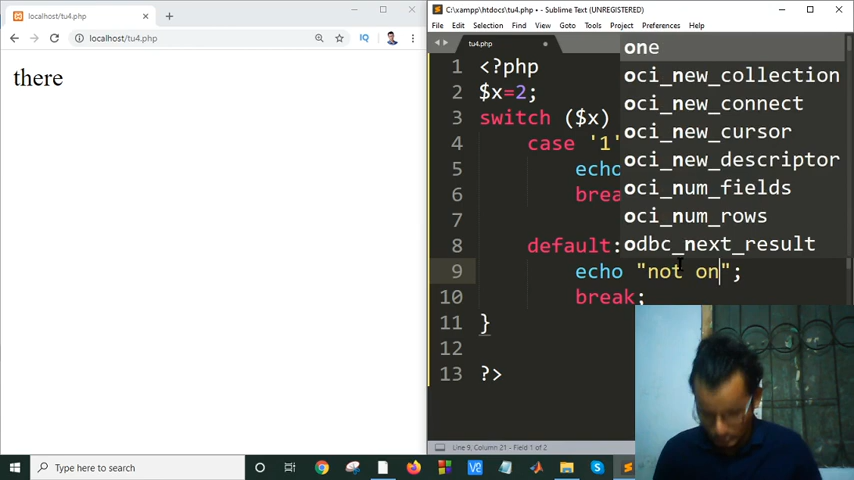 localhost/tu4.php
localhost/tu4.php
there
C:\xampp\htdocs\tu4.php • - Sublime Text (UNREGISTERED)
File Edit Selection Find View Goto Tools Project Preferences Help
tu4.php
1 <?php
2 $x=2;
3 switch ($x)
4 case '1'
5 echo
6 brea
7
8 default:
9 echo "not on";
10 break;
11 }
12
13 ?>
one
oci_new_collection
oci_new_connect
oci_new_cursor
oci_new_descriptor
oci_num_fields
oci_num_rows
odbc_next_result
Line 9, Column 21 - Field 1 of 2
Type here to search